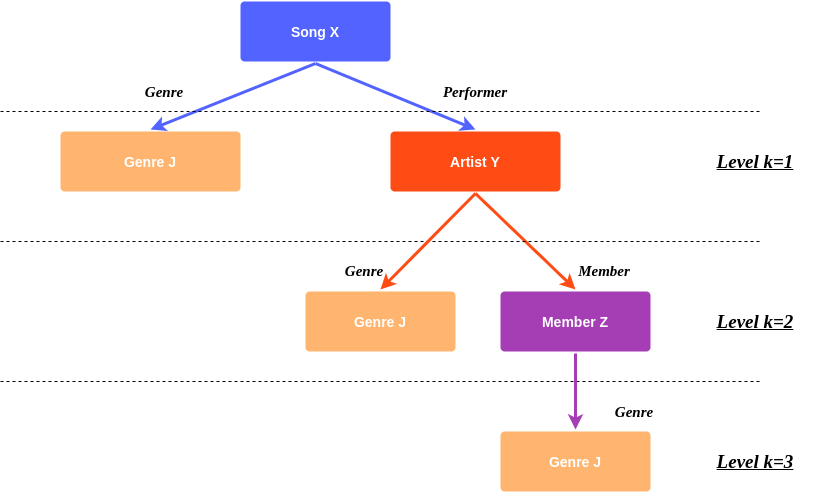 Song X
Genre
Performer
Genre J
Artist Y
Level k=1
Genre
Member
Genre J
Member Z
Level k=2
Genre
Genre J
Level k=3